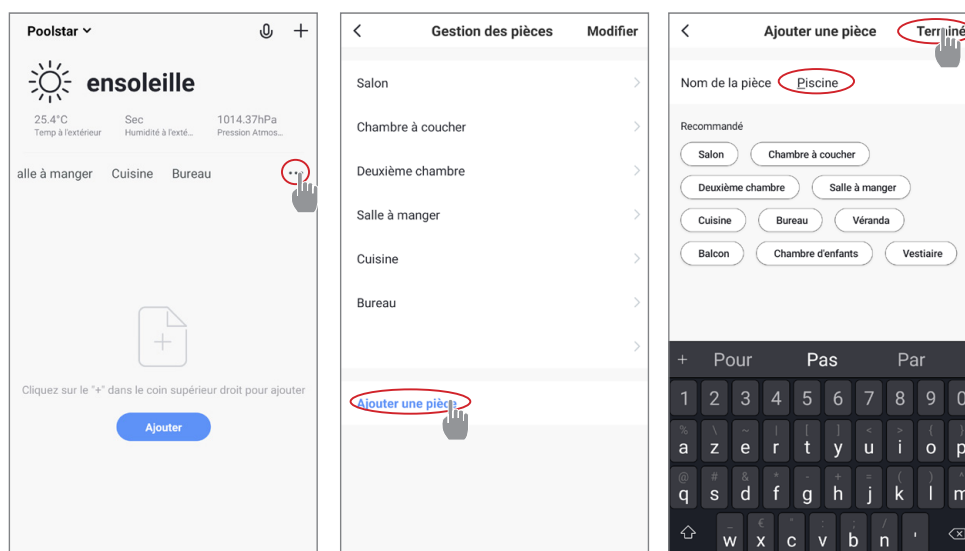 Poolstar
ensoleille
25.4°C Sec 1014.37hPa
Temp à l'extérieur Humidité à l'exté... Pression Atmos...
alle à manger Cuisine Bureau ...
Cliquez sur le "+" dans le coin supérieur droit pour ajouter
Ajouter
Gestion des pièces Modifier
Salon
Chambre à coucher
Deuxième chambre
Salle à manger
Cuisine
Bureau
Ajouter une pièce
Ajouter une pièce Terminé
Nom de la pièce Piscine
Recommandé
Salon Chambre à coucher
Deuxième chambre Salle à manger
Cuisine Bureau Véranda
Balcon Chambre d'enfants Vestiaire
+ Pour Pas Par
1 2 3 4 5 6 7 8 9 0
% \ ~ | [ ] < > { }
a z e r t y u i o p
@ # & * - + = ( ) ^
q s d f g h j k l m
_ € " : ; /
w x c v b n '